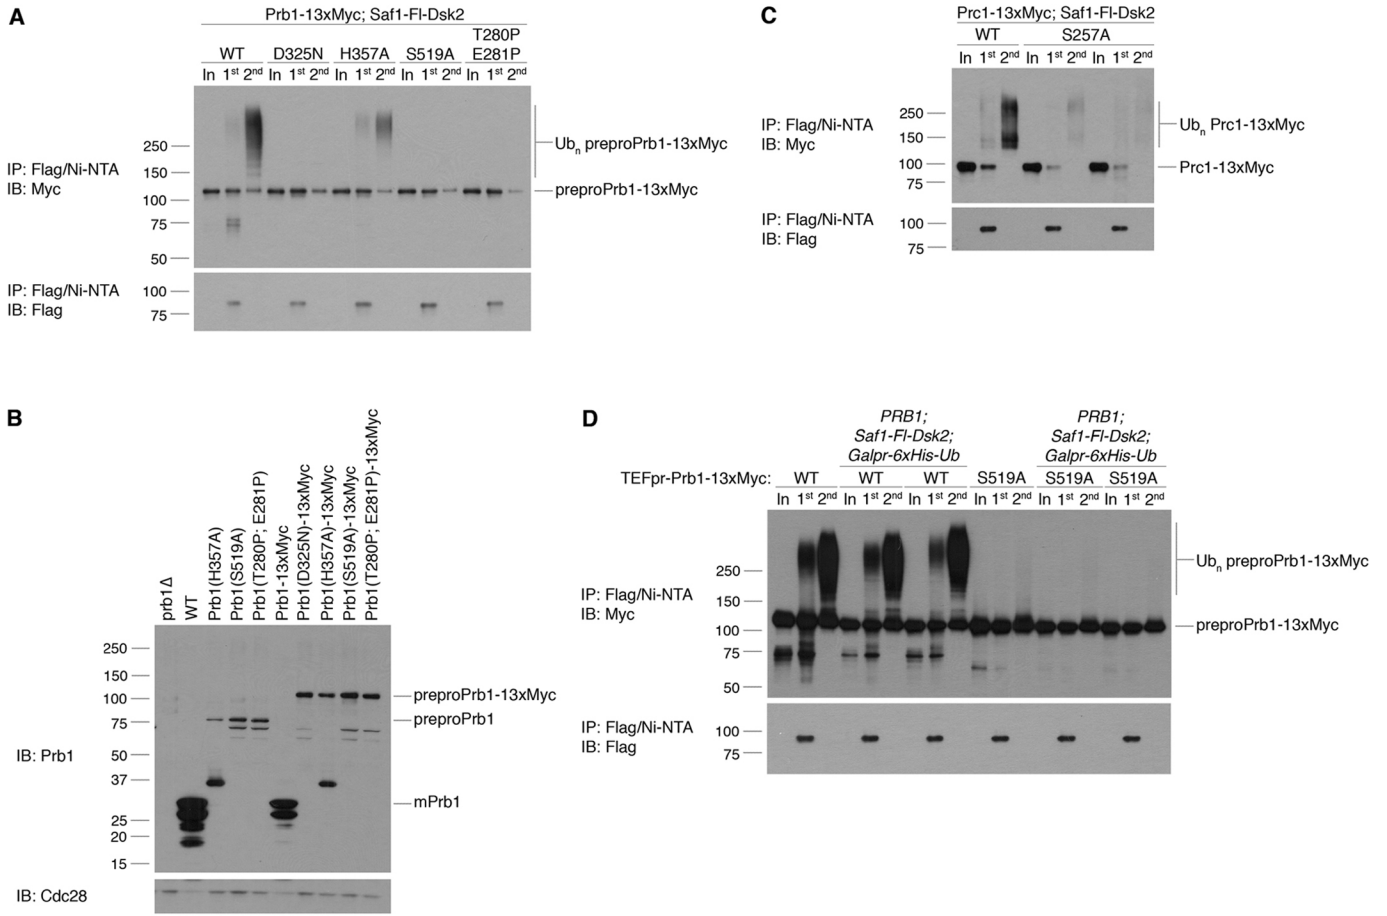 A
Prb1-13xMyc; Saf1-Fl-Dsk2
T280P
WT D325N H357A S519A E281P
In 1st 2nd In 1st 2nd In 1st 2nd In 1st 2nd In 1st 2nd
250
150
100
75
50
IP: Flag/Ni-NTA
IB: Myc
Ubn preproPrb1-13xMyc
preproPrb1-13xMyc
IP: Flag/Ni-NTA
IB: Flag
100
75
C
Prc1-13xMyc; Saf1-Fl-Dsk2
WT S257A
In 1st 2nd In 1st 2nd In 1st 2nd
IP: Flag/Ni-NTA
IB: Myc
250
150
100
75
Ubn Prc1-13xMyc
Prc1-13xMyc
IP: Flag/Ni-NTA
IB: Flag
100
75
B
prb1Δ
WT
Prb1(H357A)
Prb1(S519A)
Prb1(T280P; E281P)
Prb1-13xMyc
Prb1(D325N)-13xMyc
Prb1(H357A)-13xMyc
Prb1(S519A)-13xMyc
Prb1(T280P; E281P)-13xMyc
250
150
100
75
50
37
25
20
15
IB: Prb1
preproPrb1-13xMyc
preproPrb1
mPrb1
IB: Cdc28
D
PRB1; PRB1;
Saf1-Fl-Dsk2; Saf1-Fl-Dsk2;
Galpr-6xHis-Ub Galpr-6xHis-Ub
TEFpr-Prb1-13xMyc: WT WT WT S519A S519A S519A
In 1st 2nd In 1st 2nd In 1st 2nd In 1st 2nd In 1st 2nd In 1st 2nd
250
150
100
75
50
IP: Flag/Ni-NTA
IB: Myc
Ubn preproPrb1-13xMyc
preproPrb1-13xMyc
IP: Flag/Ni-NTA
IB: Flag
100
75